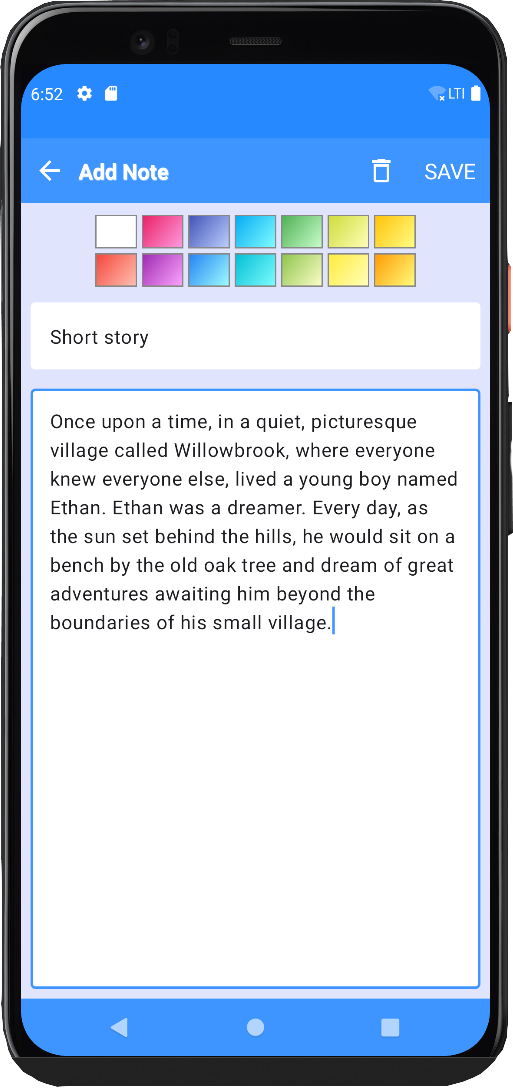 6:52
LTI
Add Note
SAVE
Short story
Once upon a time, in a quiet, picturesque
village called Willowbrook, where everyone
knew everyone else, lived a young boy named
Ethan. Ethan was a dreamer. Every day, as
the sun set behind the hills, he would sit on a
bench by the old oak tree and dream of great
adventures awaiting him beyond the
boundaries of his small village.